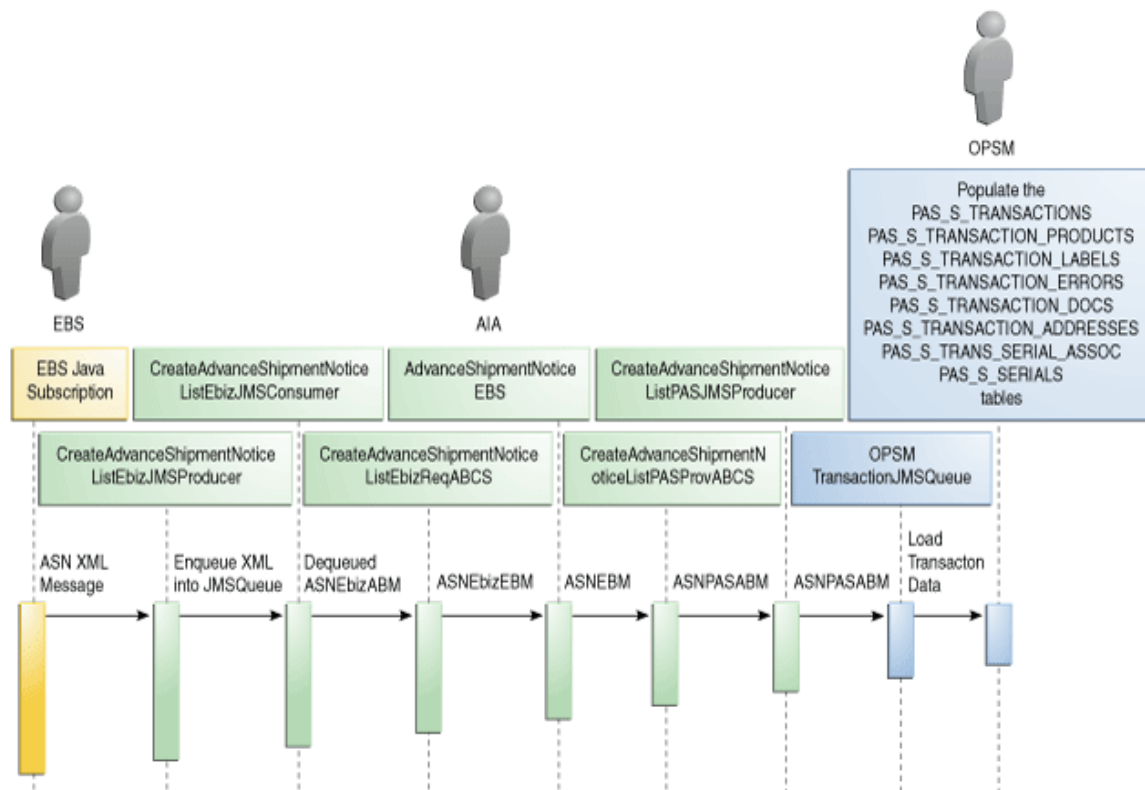 OPSM
Populate the
PAS_S_TRANSACTIONS
PAS_S_TRANSACTION_PRODUCTS
PAS_S_TRANSACTION_LABELS
PAS_S_TRANSACTION_ERRORS
PAS_S_TRANSACTION_DOCS
PAS_S_TRANSACTION_ADDRESSES
PAS_S_TRANS_SERIAL_ASSOC
PAS_S_SERIALS
tables
EBS
AIA
EBS Java
Subscription
CreateAdvanceShipmentNotice
ListEbizJMSConsumer
AdvanceShipmentNotice
EBS
CreateAdvanceShipmentNotice
ListPASJMSProducer
CreateAdvanceShipmentNotice
ListEbizJMSProducer
CreateAdvanceShipmentNotice
ListEbizReqABCS
CreateAdvanceShipmentN
oticeListPASProvABCS
OPSM
TransactionJMSQueue
ASN XML
Message
Enqueue XML
into JMSQueue
Dequeued
ASNEbizABM
ASNEbizEBM
ASNEBM
ASNPASABM
ASNPASABM
Load
Transacton
Data